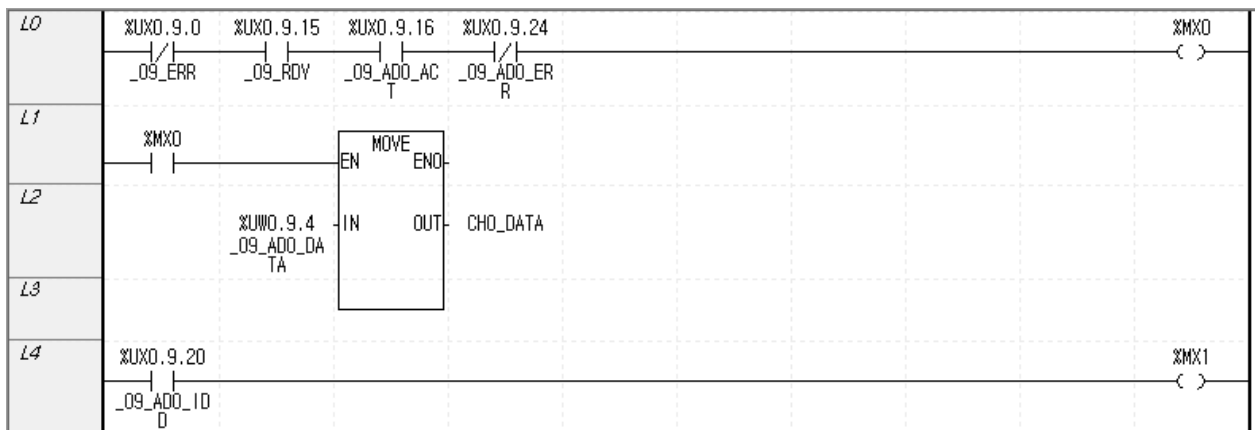 L0
%UX0.9.0 %UX0.9.15 %UX0.9.16 %UX0.9.24 %MX0
_09_ERR _09_RDY _09_AD0_AC _09_AD0_ER
T R
L1
%MX0
MOVE
EN ENO
L2
%UW0.9.4 IN OUT CH0_DATA
_09_AD0_DA
TA
L3
L4
%UX0.9.20 %MX1
_09_AD0_ID
D